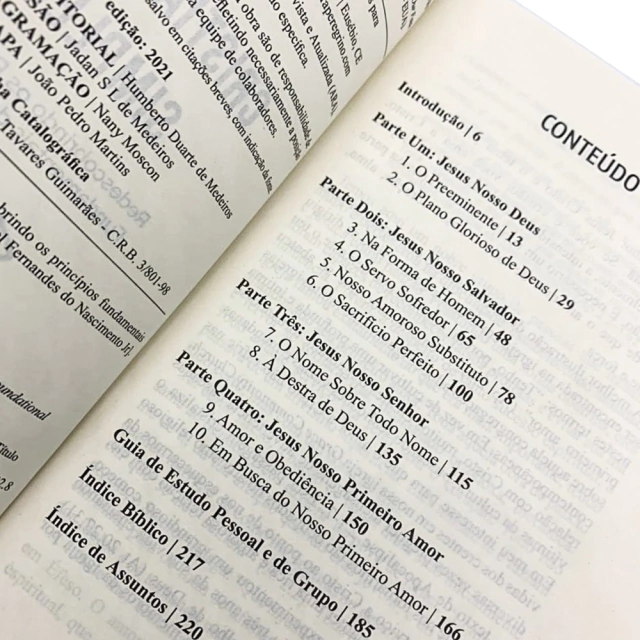 edição: 2021
Humberto Duarte de Medeiros
Jadan S I de Medeiros
Nany Moscon
João Pedro Martins
Catalográfica
Tavares Guimarães - C.R.B. 3/801-98
os princípios fundamentais
Fernandes do Nascimento Jr].
CONTEÚDO
Introdução | 6
Parte Um: Jesus Nosso Deus
1. O Preeminente | 13
2. O Plano Glorioso de Deus | 29
Parte Dois: Jesus Nosso Salvador
3. Na Forma de Homem | 48
4. O Servo Sofredor | 65
5. Nosso Amoroso Substituto | 78
6. O Sacrifício Perfeito | 100
Parte Três: Jesus Nosso Senhor
7. O Nome Sobre Todo Nome | 115
8. À Destra de Deus | 135
Parte Quatro: Jesus Nosso Primeiro Amor
9. Amor e Obediência | 150
10. Em Busca do Nosso Primeiro Amor | 166
Guia de Estudo Pessoal e de Grupo | 185
Índice Bíblico | 217
Índice de Assuntos | 220